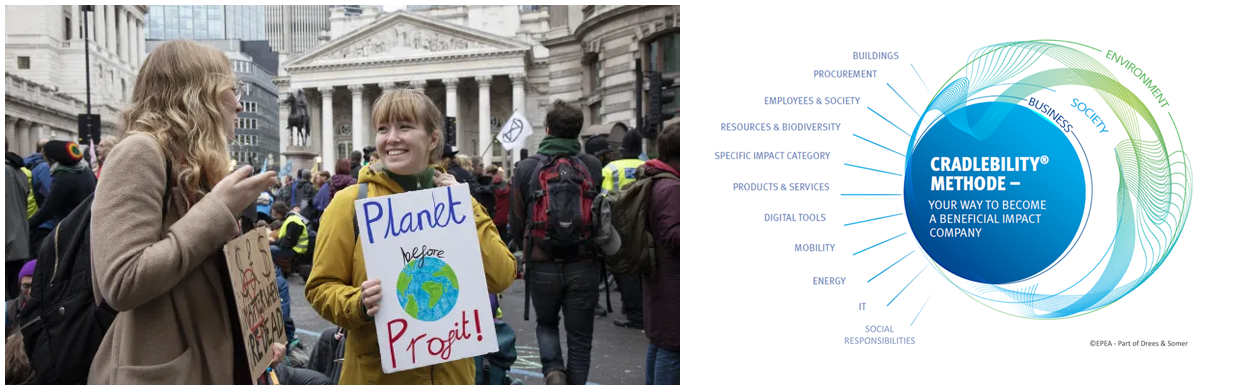 Planet
before
Profit!
BUILDINGS
PROCUREMENT
EMPLOYEES & SOCIETY
RESOURCES & BIODIVERSITY
SPECIFIC IMPACT CATEGORY
PRODUCTS & SERVICES
DIGITAL TOOLS
MOBILITY
ENERGY
IT
SOCIAL
RESPONSIBILITIES
ENVIRONMENT
SOCIETY
BUSINESS
CRADLEBILITY®
METHODE –
YOUR WAY TO BECOME
A BENEFICIAL IMPACT
COMPANY
©EPEA - Part of Drees & Somer